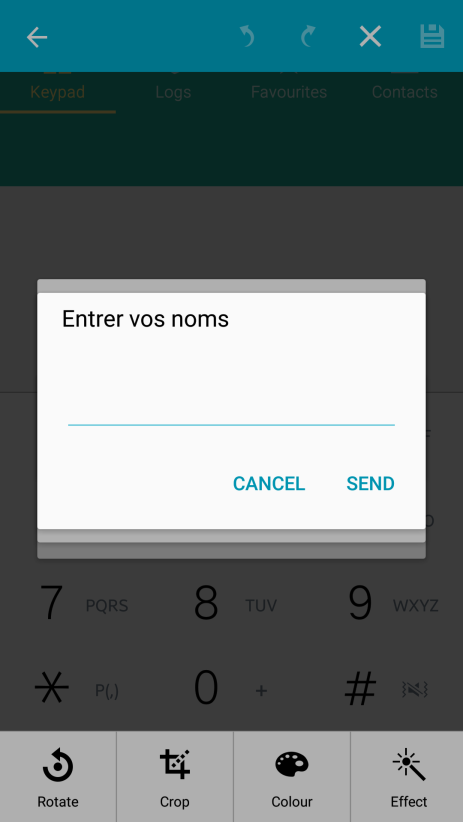 Keypad Logs Favourites Contacts
Entrer vos noms
CANCEL SEND
7 PQRS 8 TUV 9 WXYZ
* P(,) 0 + #
Rotate Crop Colour Effect